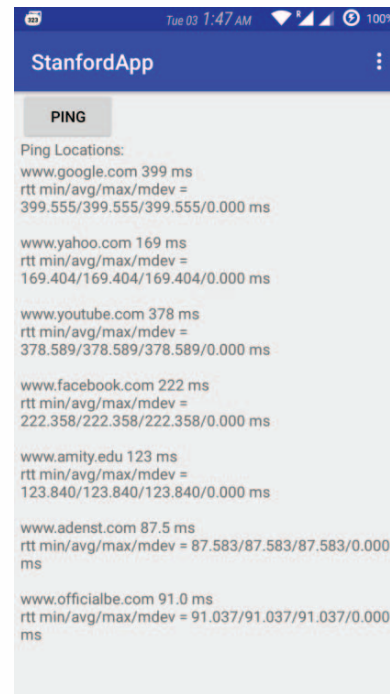 323 Tue 03 1:47 AM R 100%
StanfordApp
PING
Ping Locations:
www.google.com 399 ms
rtt min/avg/max/mdev =
399.555/399.555/399.555/0.000 ms
www.yahoo.com 169 ms
rtt min/avg/max/mdev =
169.404/169.404/169.404/0.000 ms
www.youtube.com 378 ms
rtt min/avg/max/mdev =
378.589/378.589/378.589/0.000 ms
www.facebook.com 222 ms
rtt min/avg/max/mdev =
222.358/222.358/222.358/0.000 ms
www.amity.edu 123 ms
rtt min/avg/max/mdev =
123.840/123.840/123.840/0.000 ms
www.adenst.com 87.5 ms
rtt min/avg/max/mdev = 87.583/87.583/87.583/0.000
ms
www.officialbe.com 91.0 ms
rtt min/avg/max/mdev = 91.037/91.037/91.037/0.000
ms